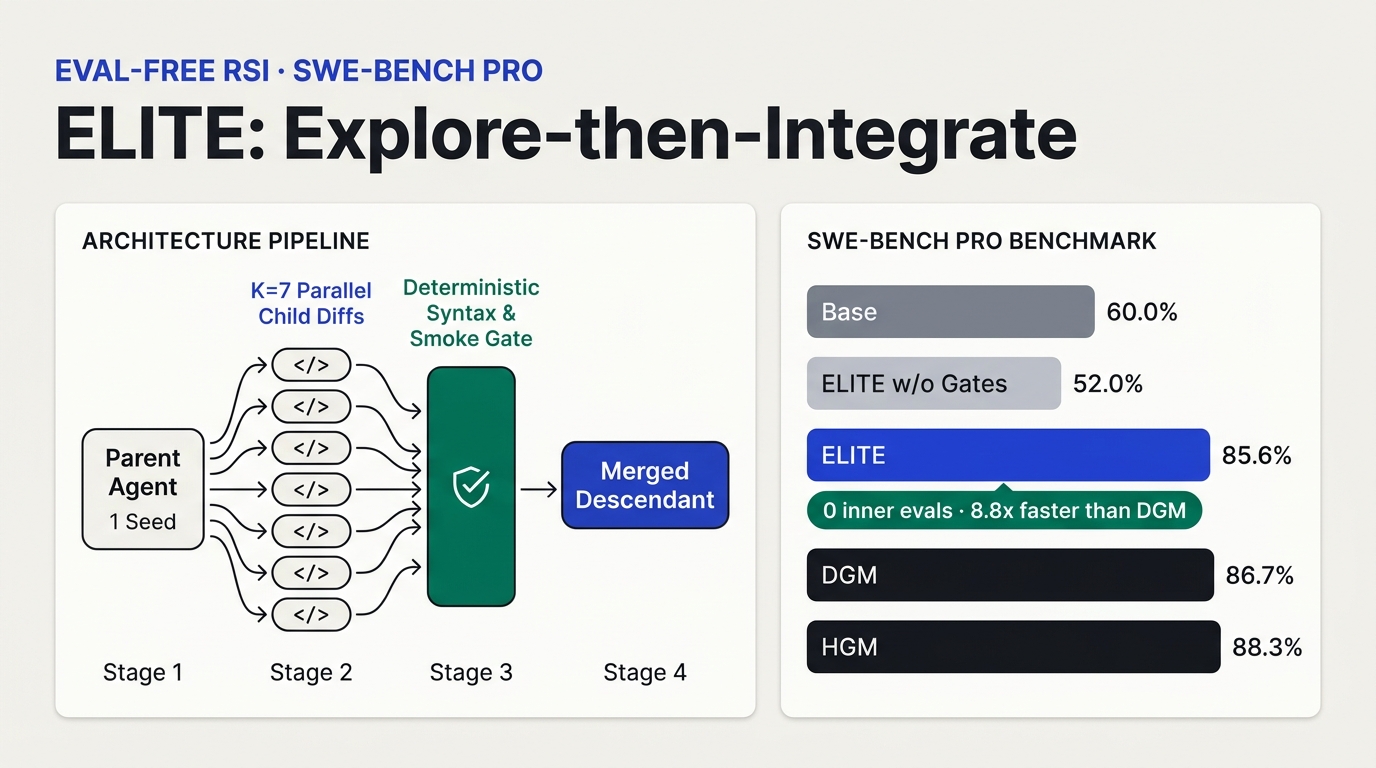 EVAL-FREE RSI · SWE-BENCH PRO
ELITE: Explore-then-Integrate
ARCHITECTURE PIPELINE
K=7 Parallel
Child Diffs
Deterministic
Syntax &
Smoke Gate
Parent
Agent
1 Seed
</>
</>
</>
</>
</>
</>
</>
Merged
Descendant
Stage 1
Stage 2
Stage 3
Stage 4
SWE-BENCH PRO BENCHMARK
Base 60.0%
ELITE w/o Gates 52.0%
ELITE 85.6%
0 inner evals · 8.8x faster than DGM
DGM 86.7%
HGM 88.3%